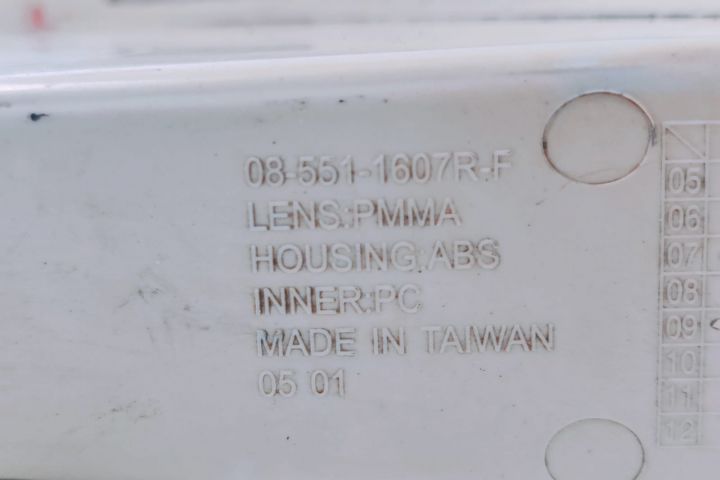 08-551-1607R-F
LENS:PMMA
HOUSING:ABS
INNER:PC
MADE IN TAIWAN
05 01
05
06
07
08
09
10
11
12